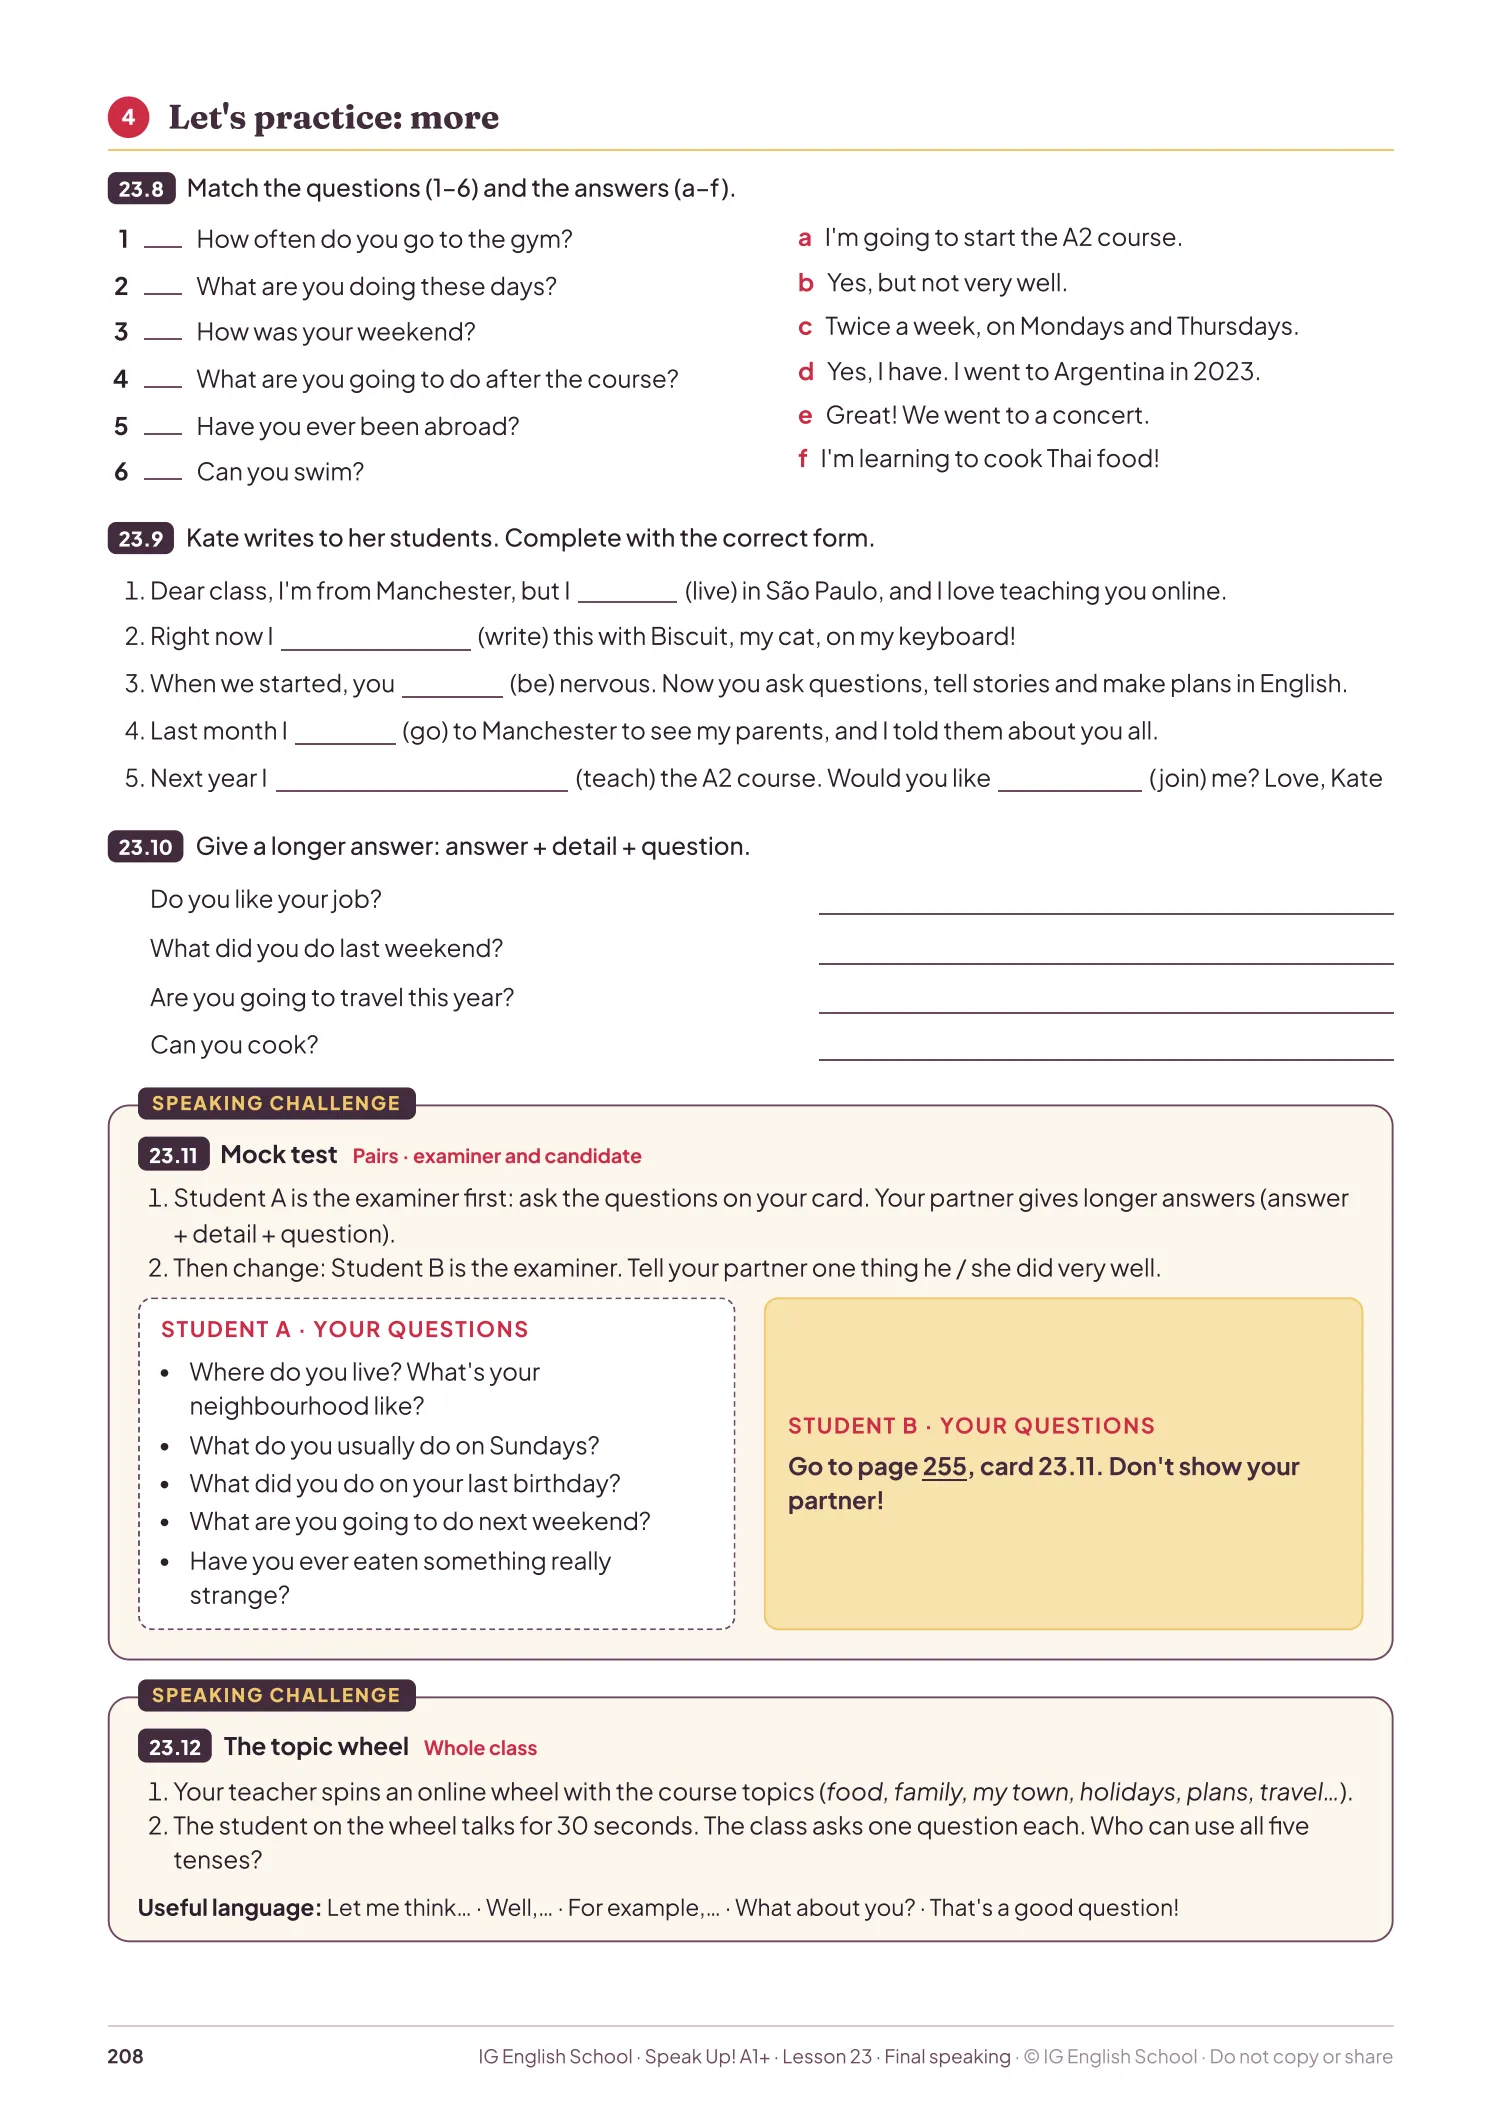 4 Let's practice: more
23.8 Match the questions (1–6) and the answers (a–f).
1 ___ How often do you go to the gym?
2 ___ What are you doing these days?
3 ___ How was your weekend?
4 ___ What are you going to do after the course?
5 ___ Have you ever been abroad?
6 ___ Can you swim?
a I'm going to start the A2 course.
b Yes, but not very well.
c Twice a week, on Mondays and Thursdays.
d Yes, I have. I went to Argentina in 2023.
e Great! We went to a concert.
f I'm learning to cook Thai food!
23.9 Kate writes to her students. Complete with the correct form.
1. Dear class, I'm from Manchester, but I ________ (live) in São Paulo, and I love teaching you online.
2. Right now I ________ (write) this with Biscuit, my cat, on my keyboard!
3. When we started, you ________ (be) nervous. Now you ask questions, tell stories and make plans in English.
4. Last month I ________ (go) to Manchester to see my parents, and I told them about you all.
5. Next year I ________ (teach) the A2 course. Would you like ________ (join) me? Love, Kate
23.10 Give a longer answer: answer + detail + question.
Do you like your job?
What did you do last weekend?
Are you going to travel this year?
Can you cook?
SPEAKING CHALLENGE
23.11 Mock test Pairs · examiner and candidate
1. Student A is the examiner first: ask the questions on your card. Your partner gives longer answers (answer
+ detail + question).
2. Then change: Student B is the examiner. Tell your partner one thing he / she did very well.
STUDENT A · YOUR QUESTIONS
• Where do you live? What's your
neighbourhood like?
• What do you usually do on Sundays?
• What did you do on your last birthday?
• What are you going to do next weekend?
• Have you ever eaten something really
strange?
STUDENT B · YOUR QUESTIONS
Go to page 255, card 23.11. Don't show your
partner!
SPEAKING CHALLENGE
23.12 The topic wheel Whole class
1. Your teacher spins an online wheel with the course topics (food, family, my town, holidays, plans, travel...).
2. The student on the wheel talks for 30 seconds. The class asks one question each. Who can use all five
tenses?
Useful language: Let me think... · Well,... · For example,... · What about you? · That's a good question!
208 IG English School · Speak Up! A1+ · Lesson 23 · Final speaking · © IG English School · Do not copy or share